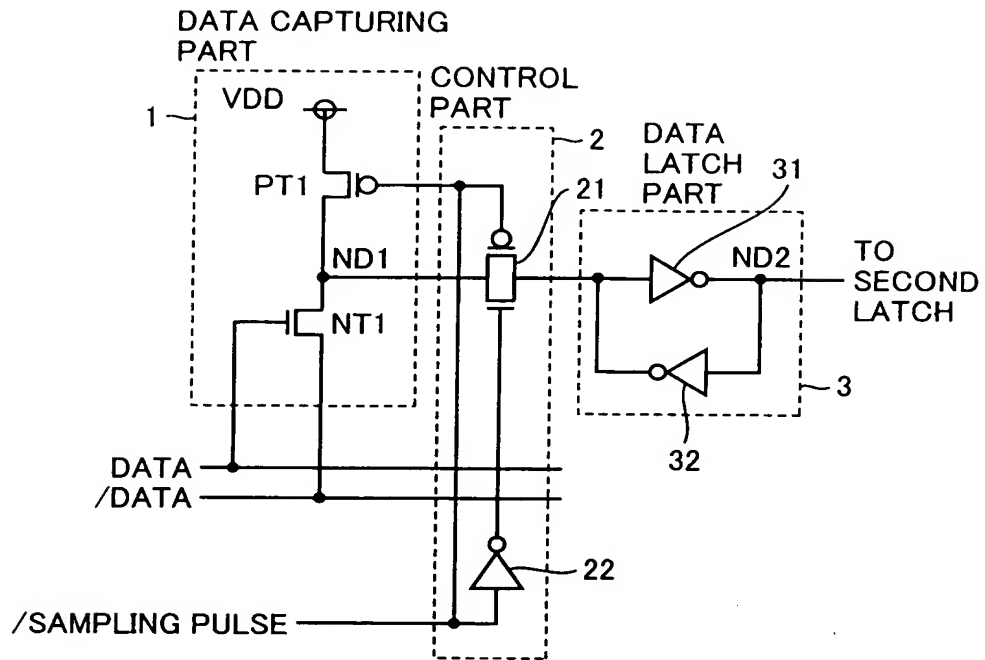 DATA CAPTURING
PART
CONTROL
PART
1
VDD
2
DATA
LATCH
PART
31
21
PT1
ND1
ND2
TO
SECOND
LATCH
NT1
3
32
DATA
/DATA
22
/SAMPLING PULSE